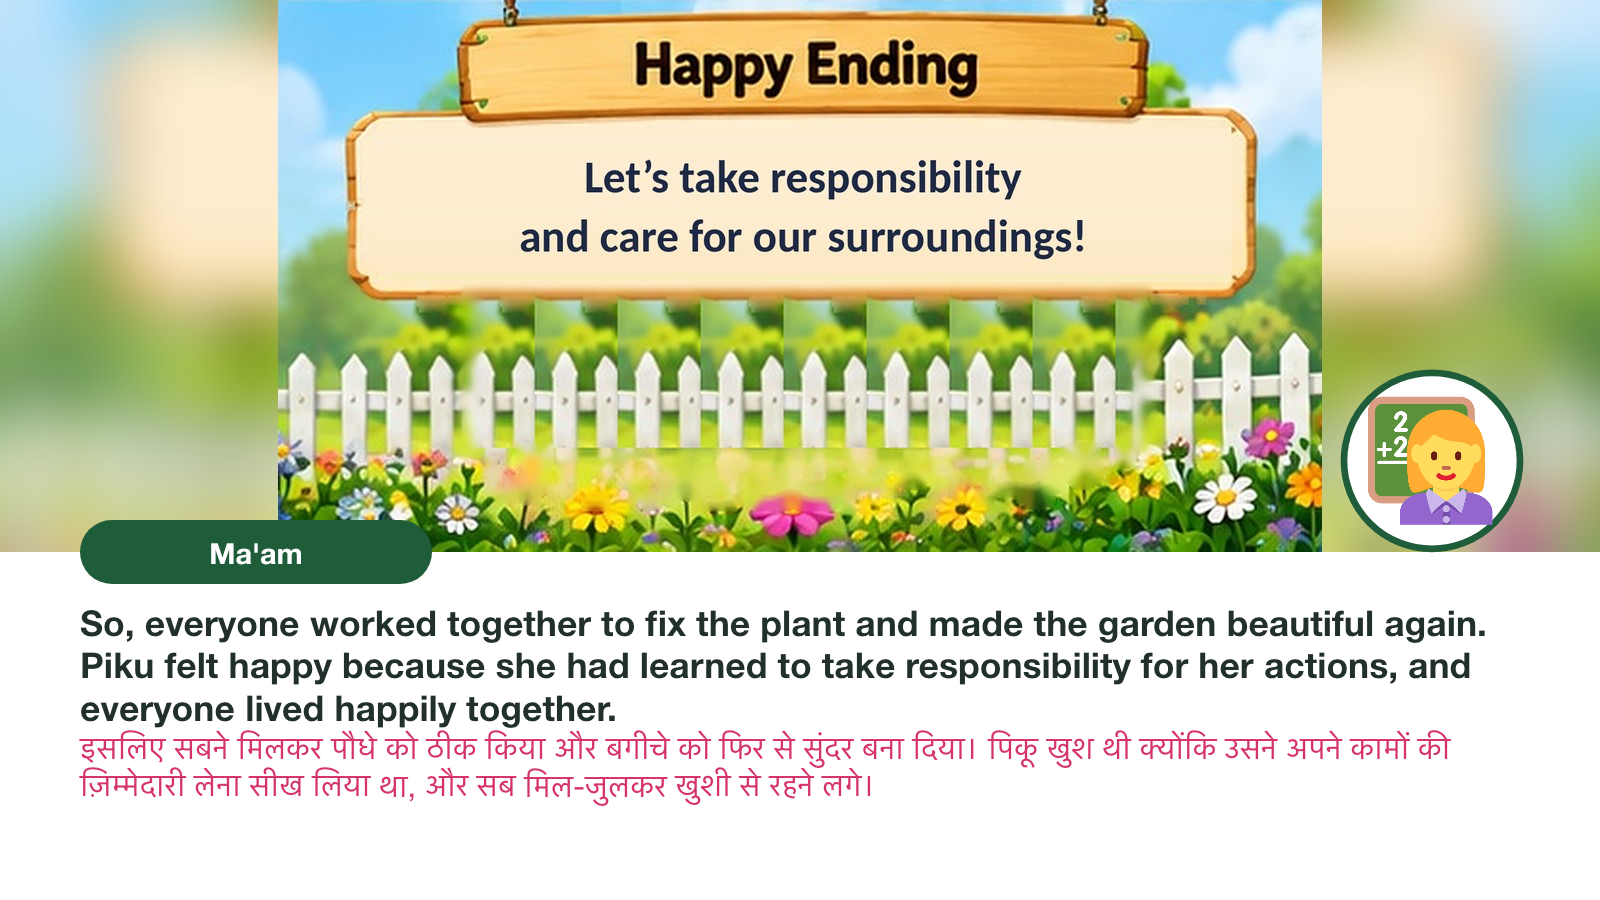 Happy Ending
Let’s take responsibility
and care for our surroundings!
2
+2
Ma'am
So, everyone worked together to fix the plant and made the garden beautiful again.
Piku felt happy because she had learned to take responsibility for her actions, and
everyone lived happily together.
इसलिए सबने मिलकर पौधे को ठीक किया और बगीचे को फिर से सुंदर बना दिया। पिकू खुश थी क्योंकि उसने अपने कामों की
ज़िम्मेदारी लेना सीख लिया था, और सब मिल-जुलकर खुशी से रहने लगे।